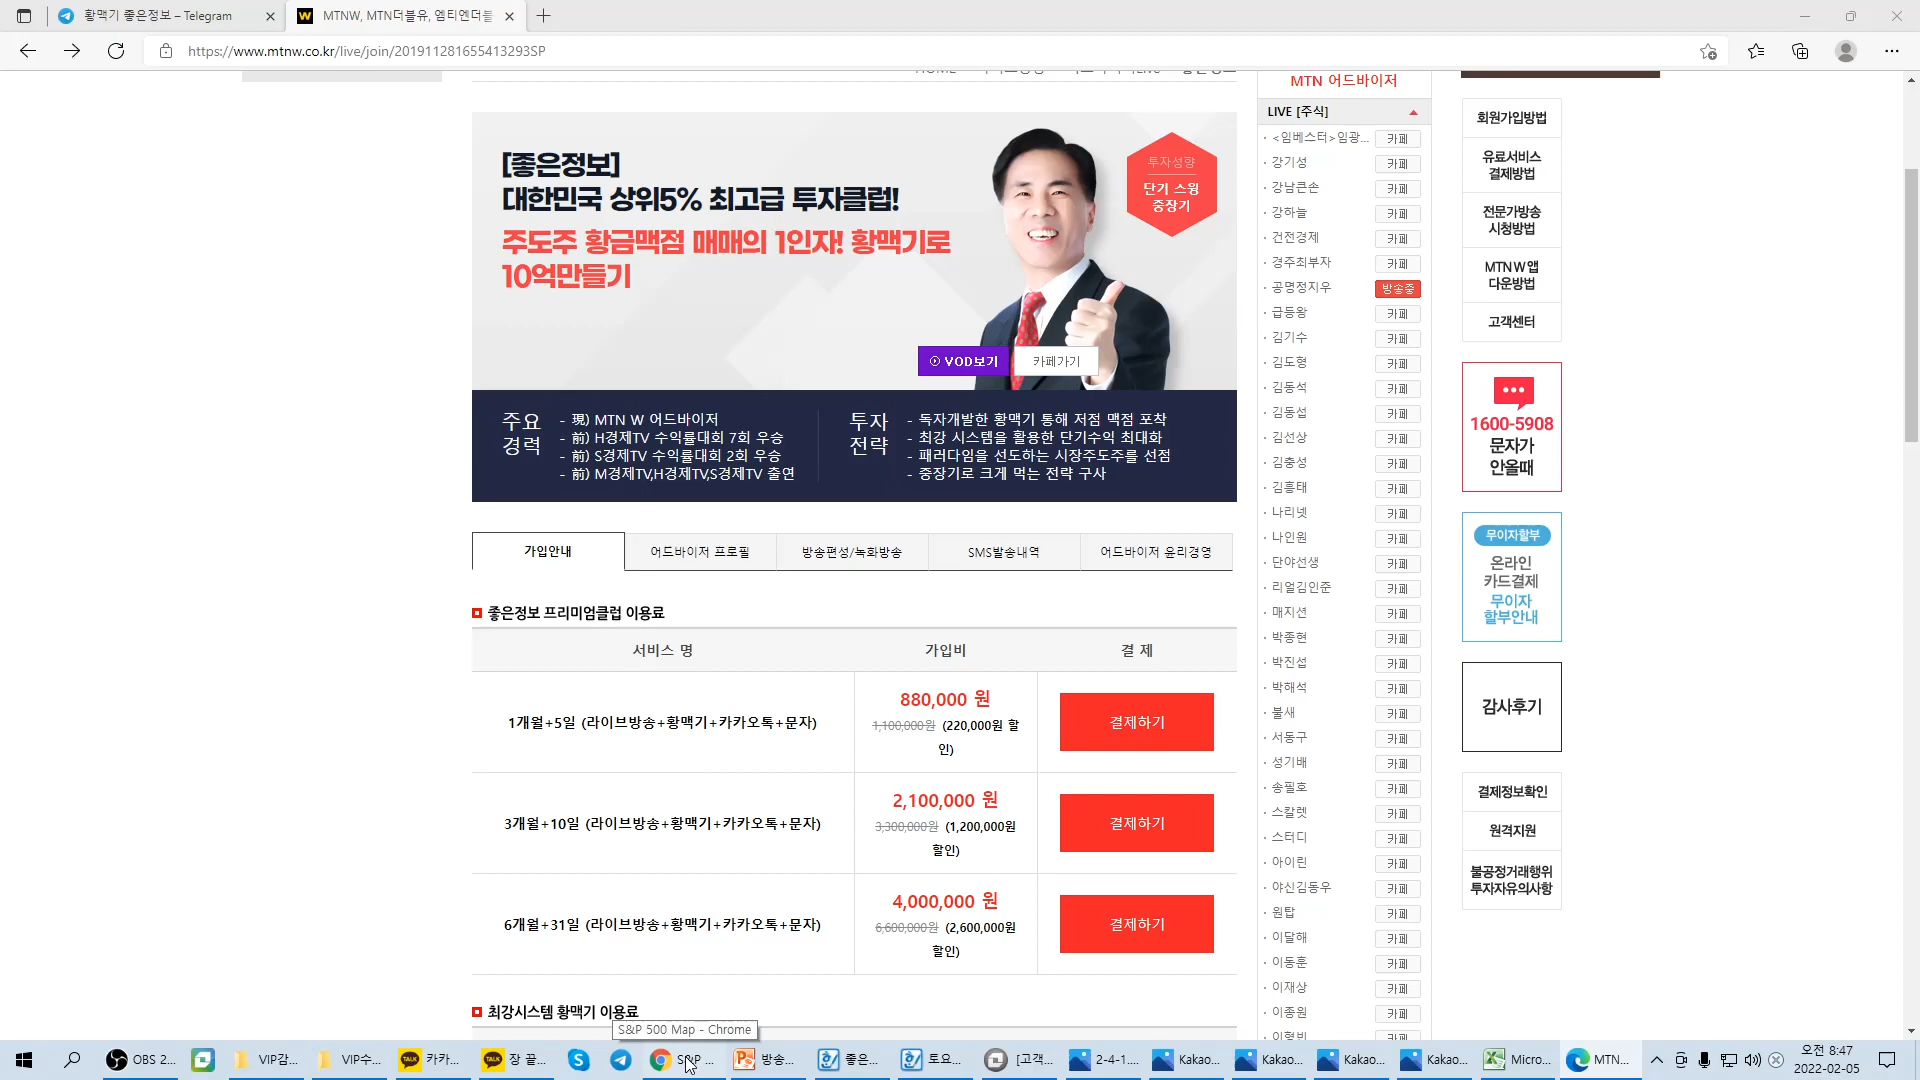 황맥기 좋은정보 – Telegram
MTNW, MTN더블유, 엠티엔더블
https://www.mtnw.co.kr/live/join/201911281655413293SP
[좋은정보]
대한민국 상위5% 최고급 투자클럽!
주도주 황금맥점 매매의 1인자! 황맥기로
10억만들기
투자성향
단기 스윙
중장기
VOD보기
카페가기
주요
경력
- 現) MTN W 어드바이저
- 前) H경제TV 수익률대회 7회 우승
- 前) S경제TV 수익률대회 2회 우승
- 前) M경제TV,H경제TV,S경제TV 출연
투자
전략
- 독자개발한 황맥기 통해 저점 맥점 포착
- 최강 시스템을 활용한 단기수익 최대화
- 패러다임을 선도하는 시장주도주를 선점
- 중장기로 크게 먹는 전략 구사
가입안내
어드바이저 프로필
방송편성/녹화방송
SMS발송내역
어드바이저 윤리경영
좋은정보 프리미엄클럽 이용료
서비스 명
가입비
결 제
1개월+5일 (라이브방송+황맥기+카카오톡+문자)
880,000 원
1,100,000원 (220,000원 할
인)
결제하기
3개월+10일 (라이브방송+황맥기+카카오톡+문자)
2,100,000 원
3,300,000원 (1,200,000원
할인)
결제하기
6개월+31일 (라이브방송+황맥기+카카오톡+문자)
4,000,000 원
6,600,000원 (2,600,000원
할인)
결제하기
최강시스템 황맥기 이용료
S&P 500 Map - Chrome
MTN 어드바이저
LIVE [주식]
<임베스터>임광... 카페
강기성 카페
강남큰손 카페
강하늘 카페
건전경제 카페
경주최부자 카페
공명정지우 방송중
급등왕 카페
김기수 카페
김도형 카페
김동석 카페
김동섭 카페
김선상 카페
김충성 카페
김흥태 카페
나리넷 카페
나인원 카페
단야선생 카페
리얼김인준 카페
매지션 카페
박종현 카페
박진섭 카페
박해석 카페
불새 카페
서동구 카페
성기배 카페
송필호 카페
스칼렛 카페
스터디 카페
아이린 카페
야신김동우 카페
원탑 카페
이달해 카페
이동훈 카페
이재상 카페
이종원 카페
회원가입방법
유료서비스
결제방법
전문가방송
시청방법
MTN W 앱
다운방법
고객센터
1600-5908
문자가
안올때
무이자할부
온라인
카드결제
무이자
할부안내
감사후기
결제정보확인
원격지원
불공정거래행위
투자자유의사항
OBS 2...
VIP감...
VIP수...
카카...
장 끝...
S&P ...
방송...
좋은...
토요...
[고객...
2-4-1....
Kakao...
Kakao...
Kakao...
Kakao...
Micro...
MTN...
오전 8:47
2022-02-05